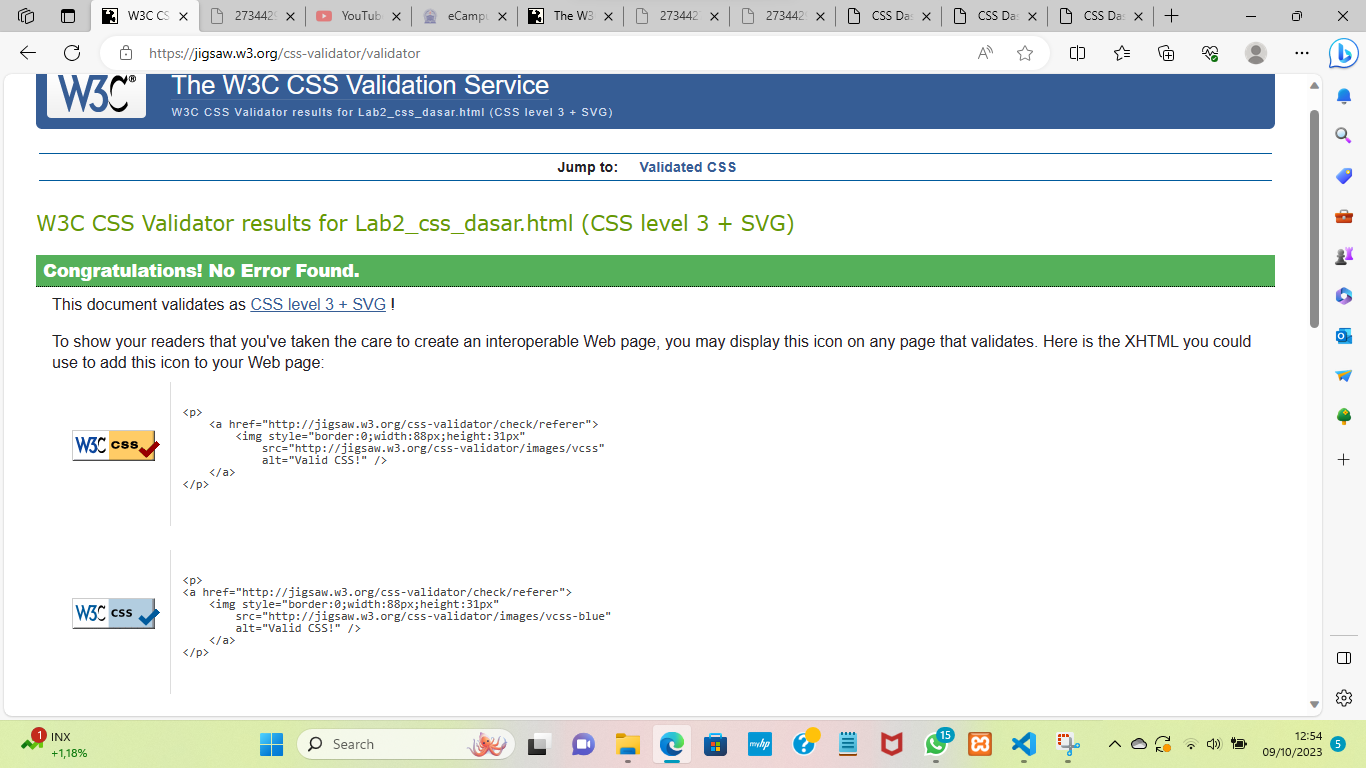 W3C CS
273442
YouTub
eCampu
The W3
273442
273442
CSS Da
CSS Da
CSS Da
https://jigsaw.w3.org/css-validator/validator
W3C®
The W3C CSS Validation Service
W3C CSS Validator results for Lab2_css_dasar.html (CSS level 3 + SVG)
Jump to: Validated CSS
W3C CSS Validator results for Lab2_css_dasar.html (CSS level 3 + SVG)
Congratulations! No Error Found.
This document validates as CSS level 3 + SVG !
To show your readers that you've taken the care to create an interoperable Web page, you may display this icon on any page that validates. Here is the XHTML you could
use to add this icon to your Web page:
W3C css
<p>
<a href="http://jigsaw.w3.org/css-validator/check/referer">
<img style="border:0;width:88px;height:31px"
src="http://jigsaw.w3.org/css-validator/images/vcss"
alt="Valid CSS!" />
</a>
</p>
W3C css
<p>
<a href="http://jigsaw.w3.org/css-validator/check/referer">
<img style="border:0;width:88px;height:31px"
src="http://jigsaw.w3.org/css-validator/images/vcss-blue"
alt="Valid CSS!" />
</a>
</p>
1
INX
+1,18%
Search
myhp
15
12:54
09/10/2023
5